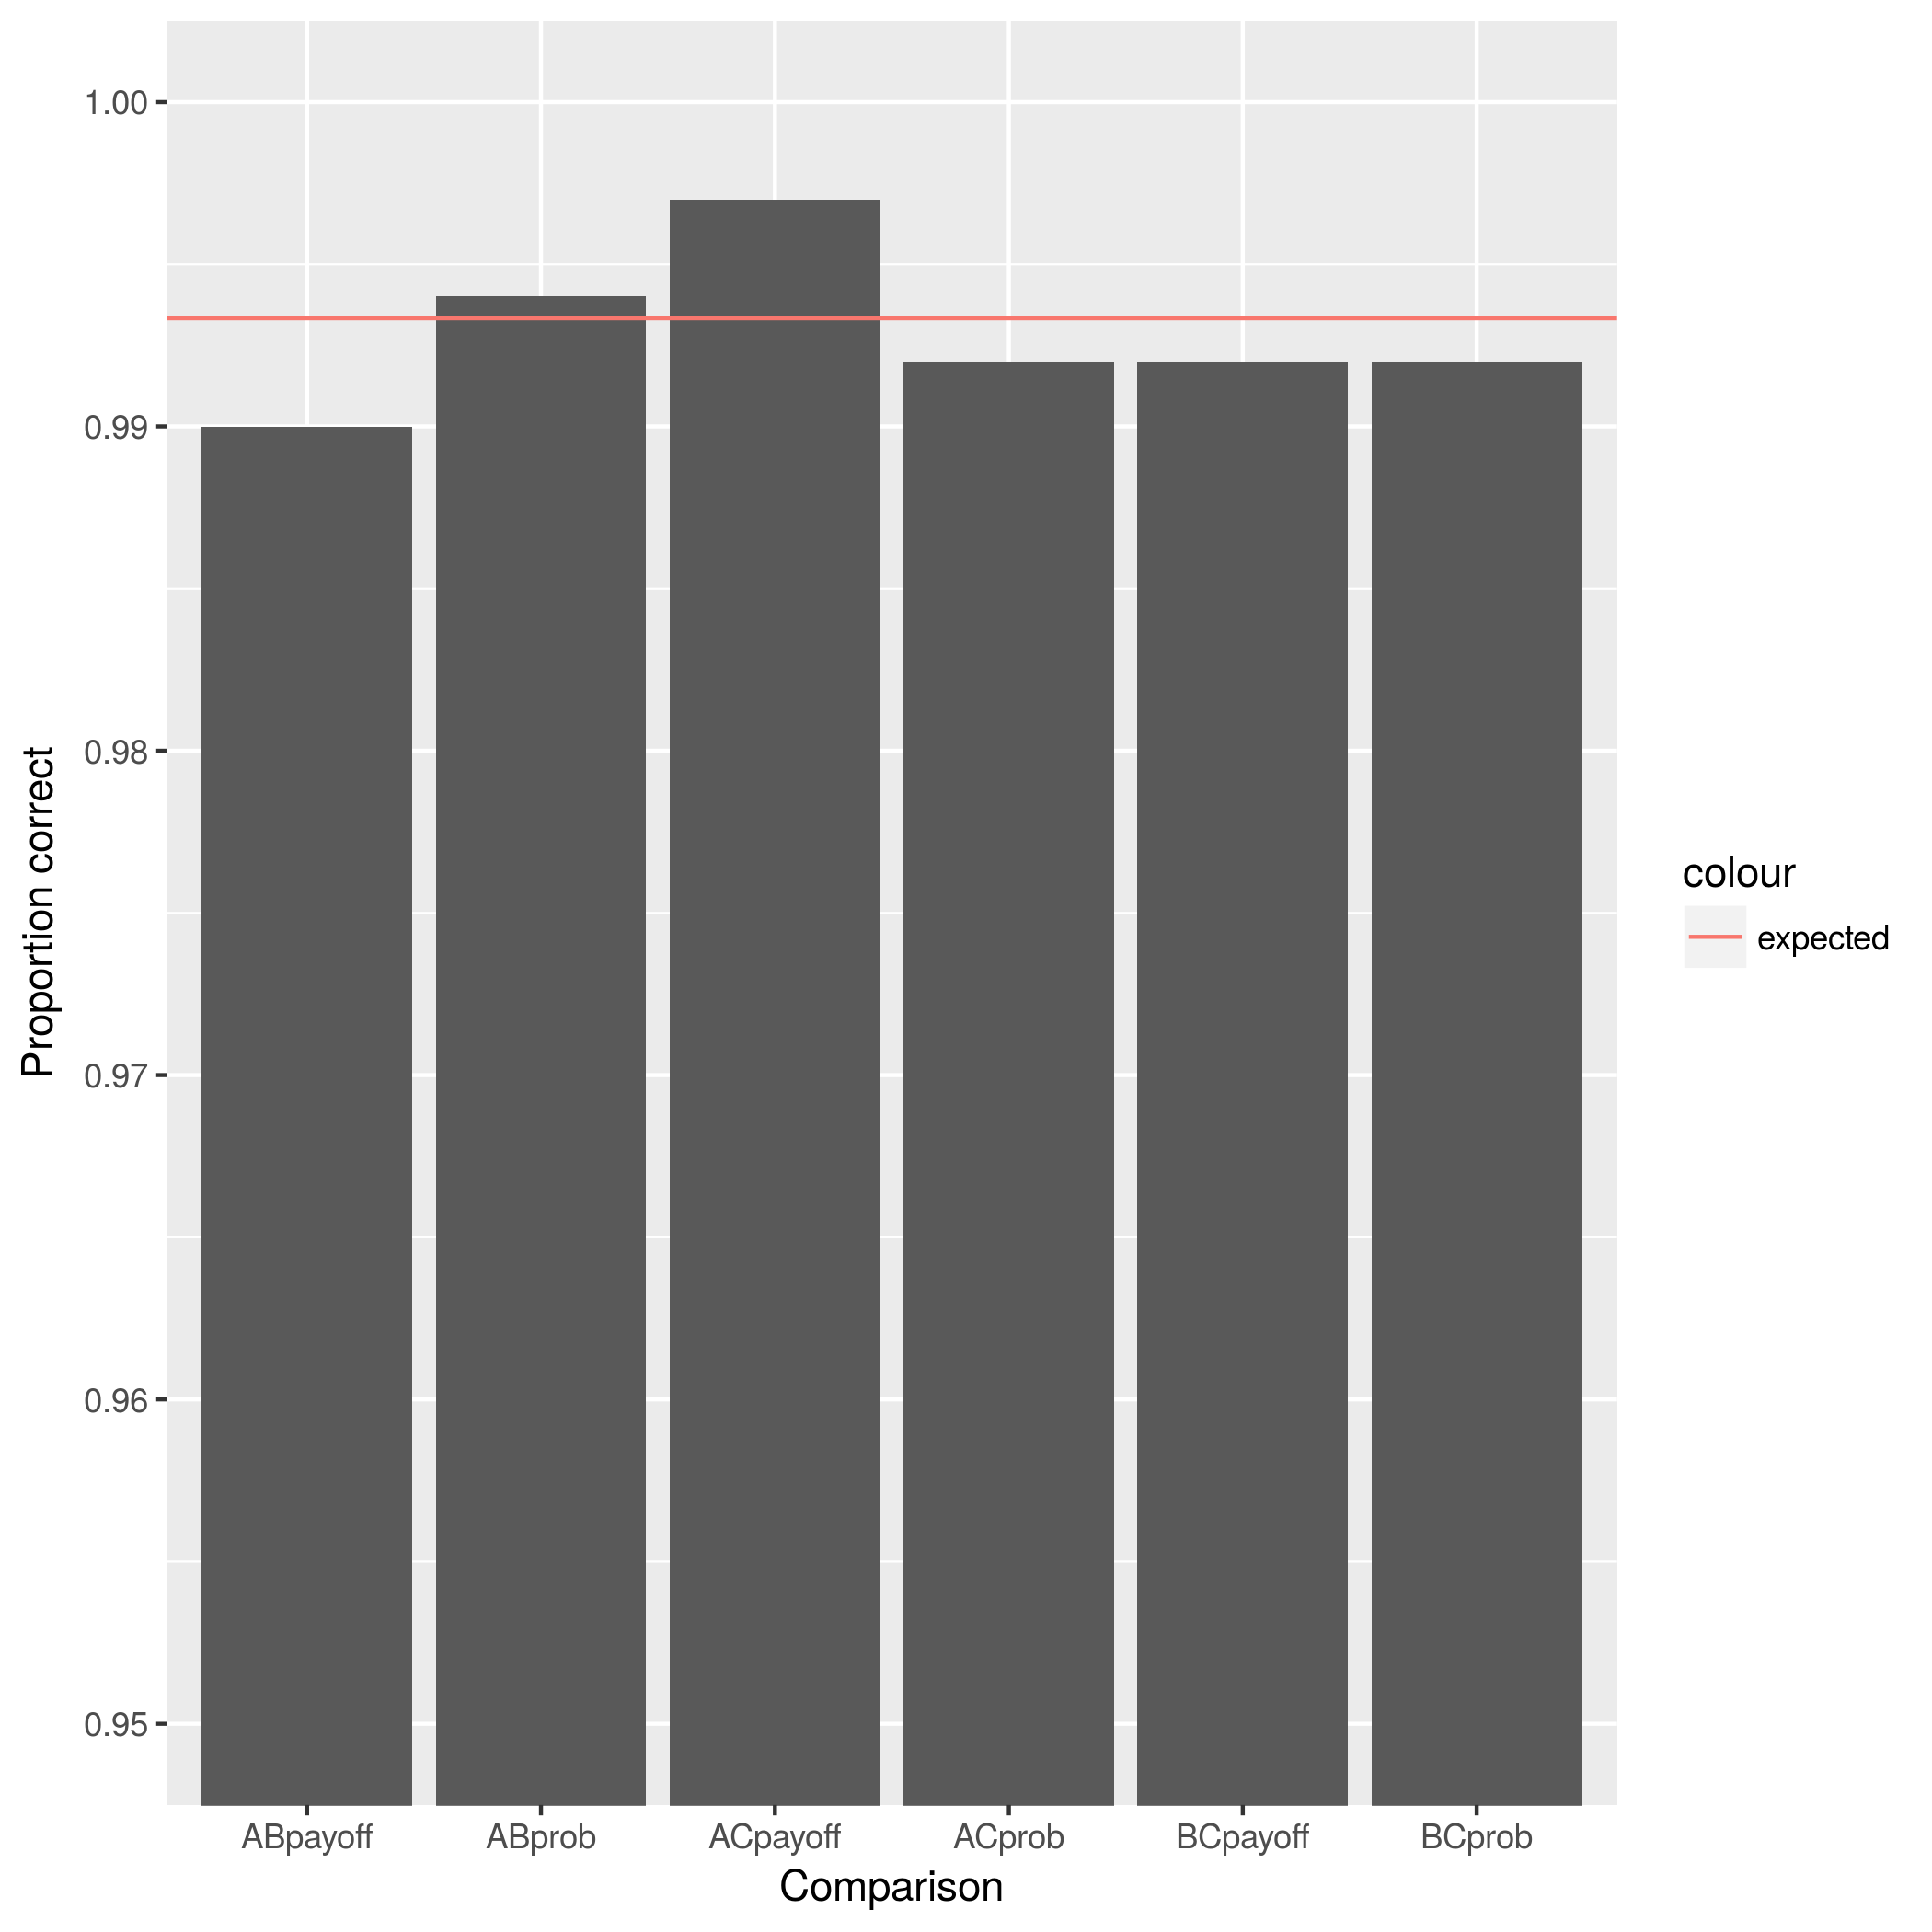 Proportion correct
1.00
0.99
0.98
0.97
0.96
0.95
ABpayoff ABprob ACpayoff ACprob BCpayoff BCprob
Comparison
colour
expected